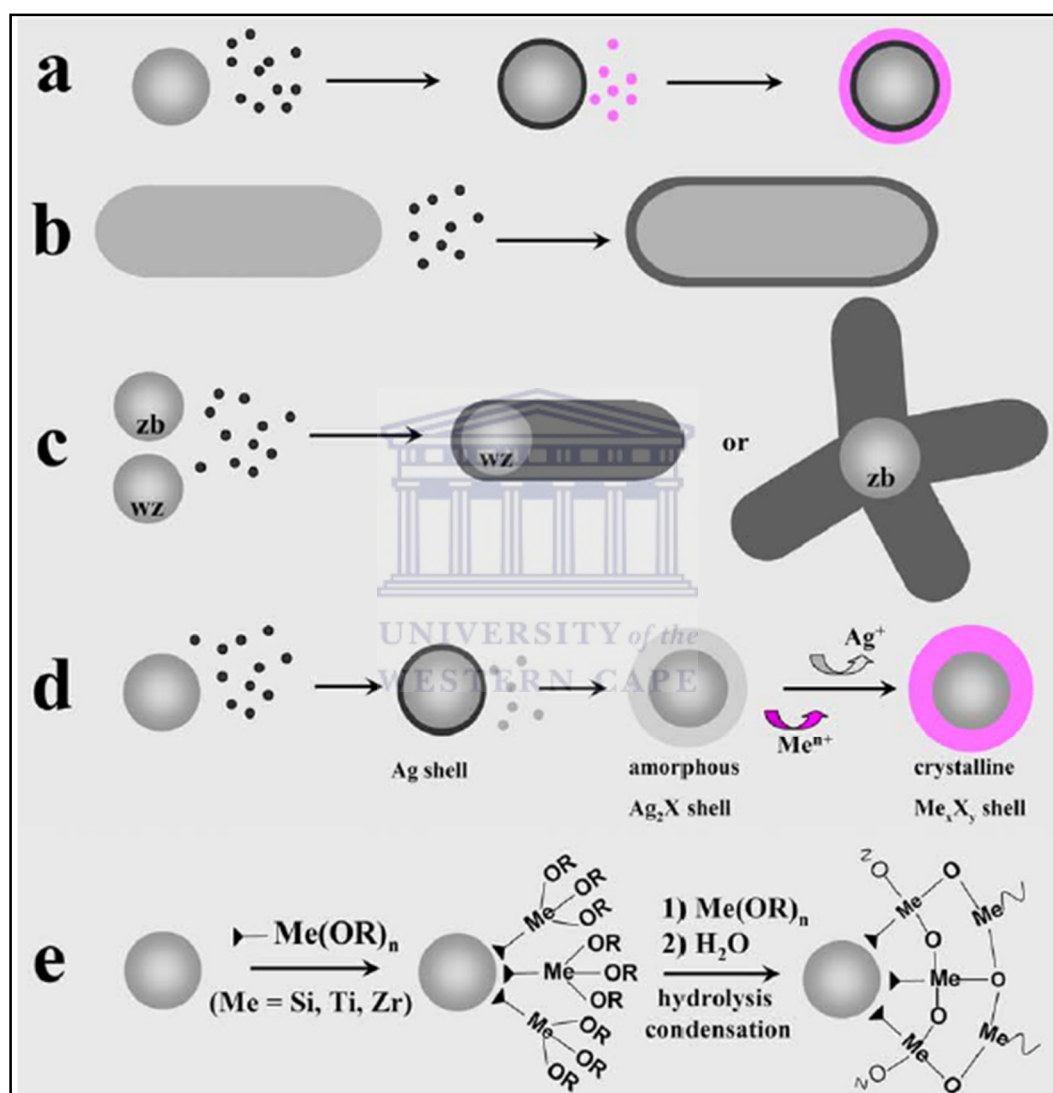 a
b
c
zb
wz
wz
or
zb
UNIVERSITY of the
WESTERN CAPE
d
Ag⁺
Meⁿ⁺
Ag shell
amorphous
Ag₂X shell
crystalline
MeₓXᵧ shell
e
Me(OR)ₙ
(Me = Si, Ti, Zr)
OR
OR
OR
Me
OR
Me
OR
OR
Me
OR
OR
OR
1) Me(OR)ₙ
2) H₂O
hydrolysis
condensation
O
O
Me
Me
O
Me
O
O
Me
Me
O
O